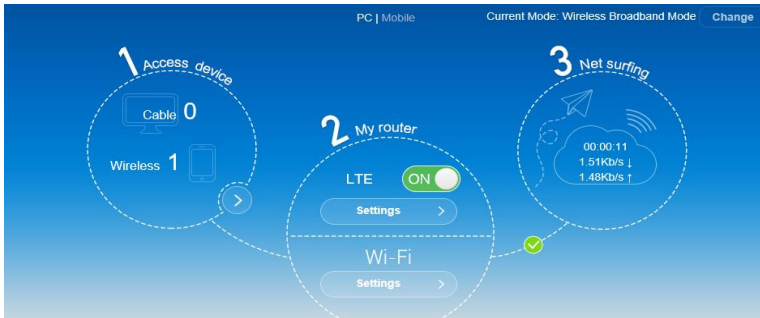 PC | Mobile
Current Mode: Wireless Broadband Mode
Change
1 Access device
Cable 0
Wireless 1
2 My router
LTE ON
Settings >
Wi-Fi
Settings >
3 Net surfing
00:00:11
1.51Kb/s ↓
1.48Kb/s ↑